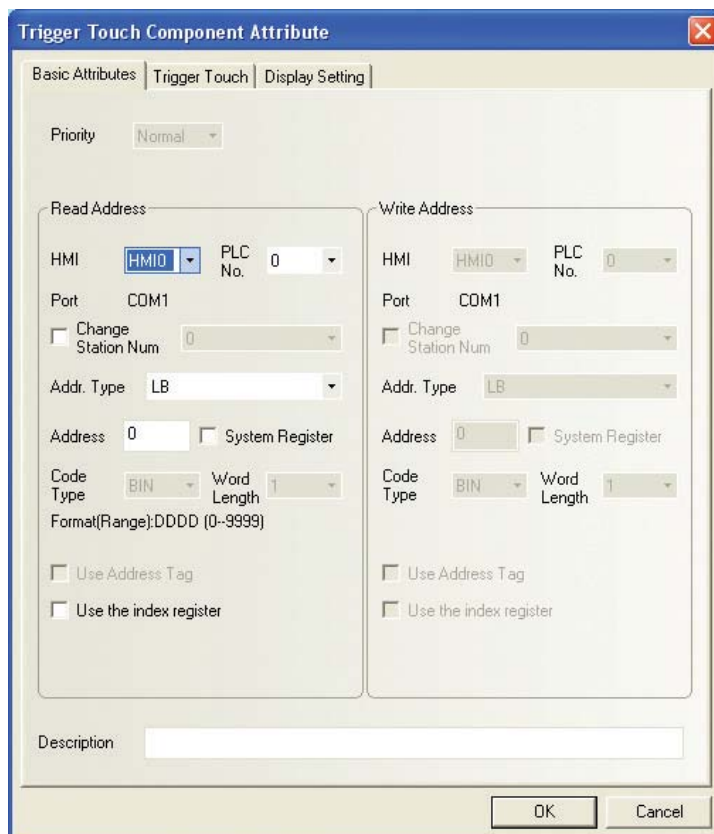 Trigger Touch Component Attribute
Basic Attributes Trigger Touch Display Setting
Priority Normal
Read Address
HMI HMI0 PLC No. 0
Port COM1
Change Station Num 0
Addr. Type LB
Address 0 System Register
Code Type BIN Word Length 1
Format(Range):DDDD (0--9999)
Use Address Tag
Use the index register
Write Address
HMI HMI0 PLC No. 0
Port COM1
Change Station Num 0
Addr. Type LB
Address 0 System Register
Code Type BIN Word Length 1
Use Address Tag
Use the index register
Description
OK Cancel